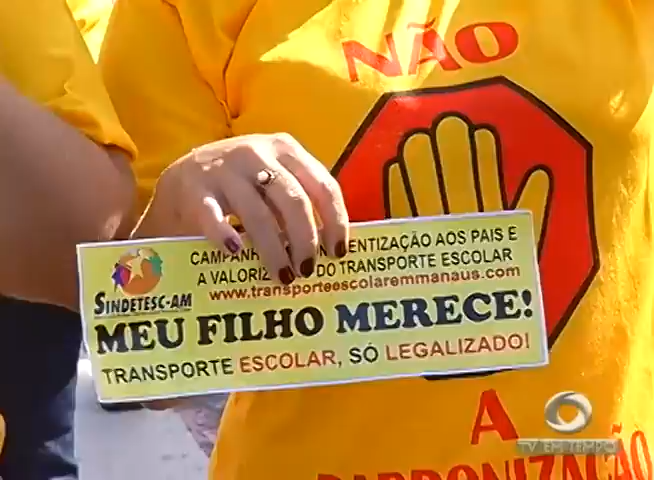 NÃO
CAMPANH ENTIZAÇÃO AOS PAIS E
A VALORIZ DO TRANSPORTE ESCOLAR
www.transporteescolaremmanaus.com
SINDETESC-AM
MEU FILHO MERECE!
TRANSPORTE ESCOLAR, SÓ LEGALIZADO!
A
TV EM TEMPO
PADRONIZAÇÃO